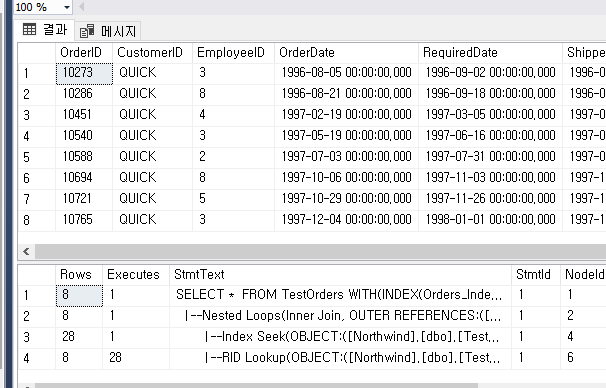 100 %
결과 메시지
OrderID CustomerID EmployeeID OrderDate RequiredDate Shippe
1 10273 QUICK 3 1996-08-05 00:00:00,000 1996-09-02 00:00:00,000 1996-0
2 10286 QUICK 8 1996-08-21 00:00:00,000 1996-09-18 00:00:00,000 1996-0
3 10451 QUICK 4 1997-02-19 00:00:00,000 1997-03-05 00:00:00,000 1997-0
4 10540 QUICK 3 1997-05-19 00:00:00,000 1997-06-16 00:00:00,000 1997-0
5 10588 QUICK 2 1997-07-03 00:00:00,000 1997-07-31 00:00:00,000 1997-0
6 10694 QUICK 8 1997-10-06 00:00:00,000 1997-11-03 00:00:00,000 1997-1
7 10721 QUICK 5 1997-10-29 00:00:00,000 1997-11-26 00:00:00,000 1997-1
8 10765 QUICK 3 1997-12-04 00:00:00,000 1998-01-01 00:00:00,000 1997-1
Rows Executes StmtText StmtId NodeId
1 8 1 SELECT * FROM TestOrders WITH(INDEX(Orders_Inde,,, 1 1
2 8 1 |--Nested Loops(Inner Join, OUTER REFERENCES:([,,, 1 2
3 28 1 |--Index Seek(OBJECT:([Northwind],[dbo],[Test,,, 1 4
4 8 28 |--RID Lookup(OBJECT:([Northwind],[dbo],[Tes,,, 1 6